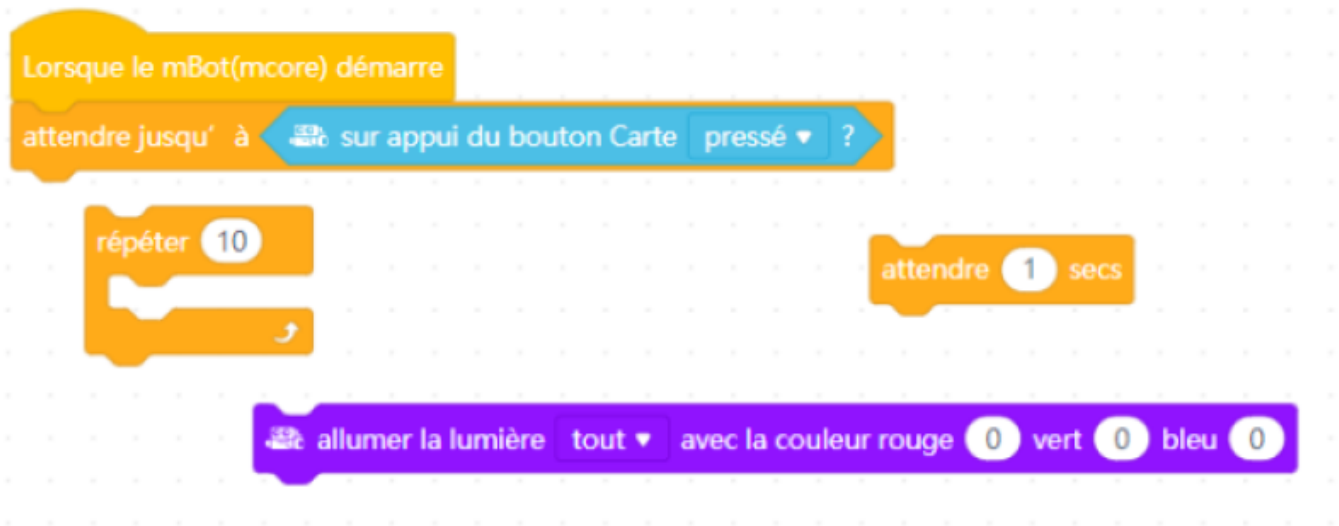 Lorsque le mBot(mcore) démarre
attendre jusqu′ à sur appui du bouton Carte pressé ▾ ?
répéter 10
attendre 1 secs
allumer la lumière tout ▾ avec la couleur rouge 0 vert 0 bleu 0